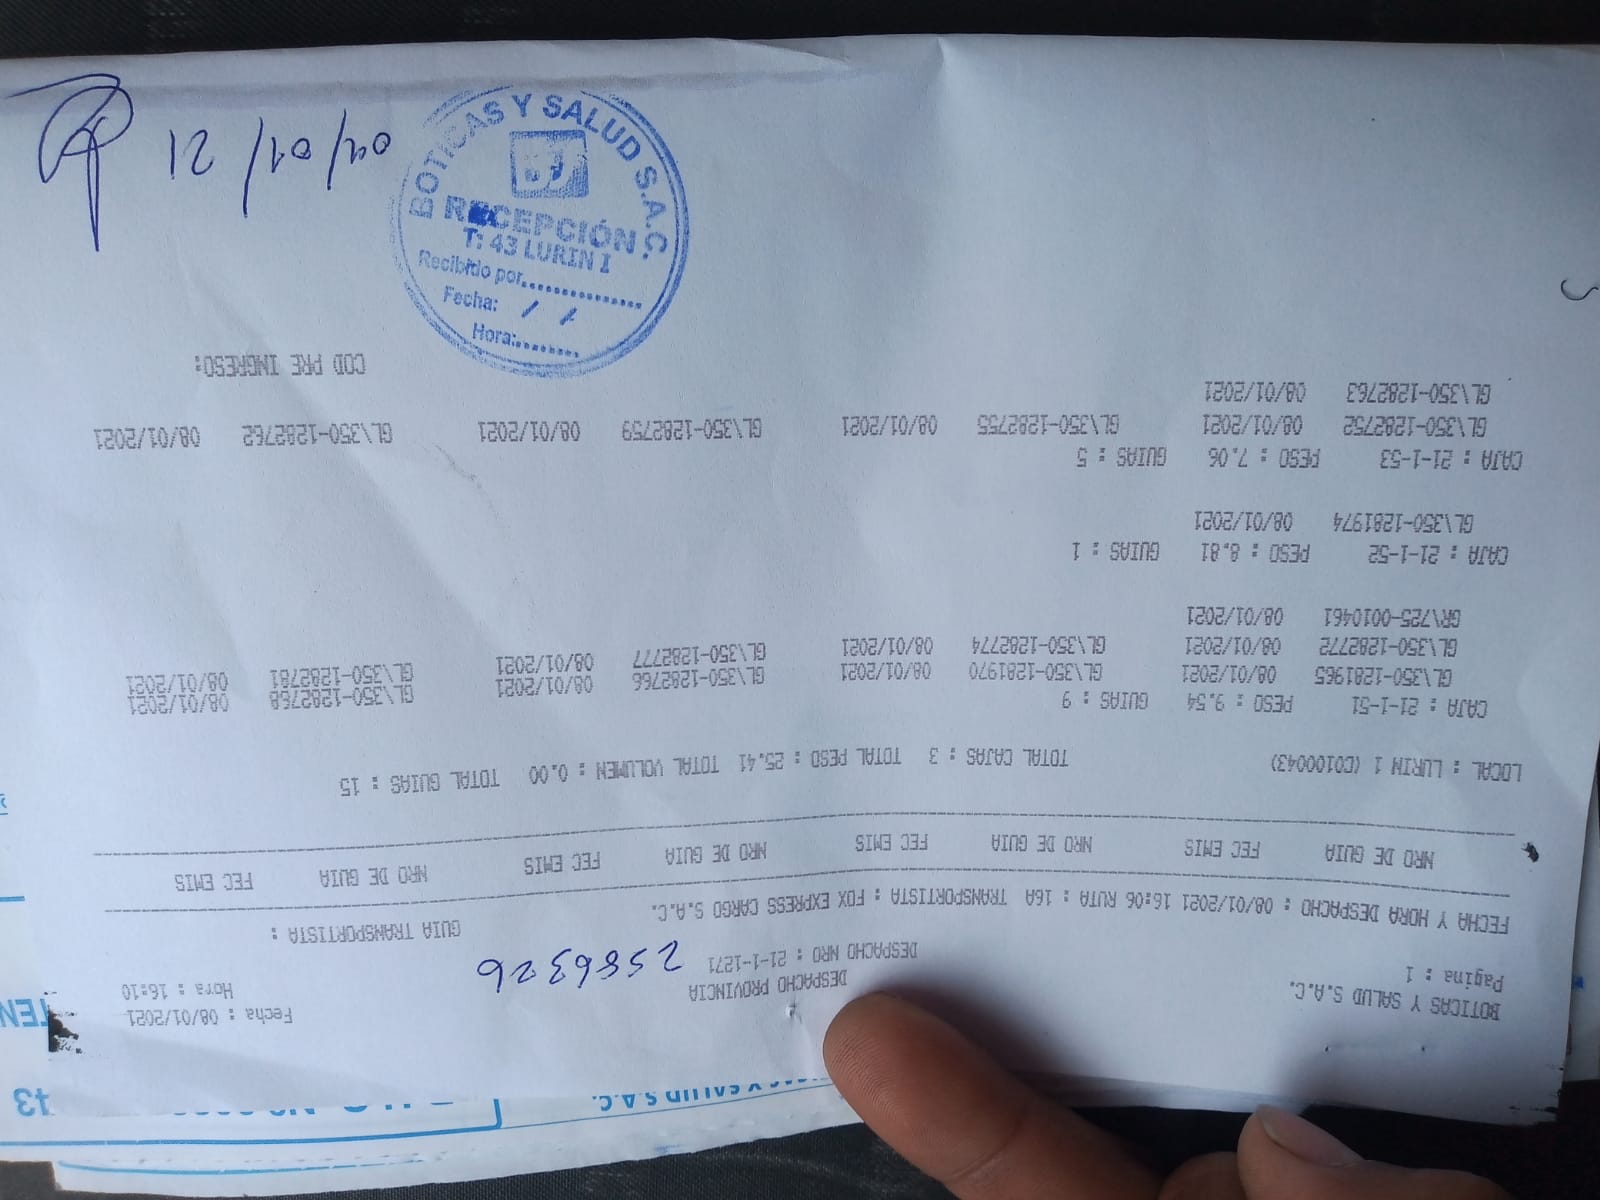 BOTICAS Y SALUD S.A.C.
Pagina : 1
DESPACHO PROVINCIA
DESPACHO NRO : 21-1-1271
2586326
Fecha : 08/01/2021
Hora : 16:10
GUIA TRANSPORTISTA :
FECHA Y HORA DESPACHO : 08/01/2021 16:06 RUTA : 16A TRANSPORTISTA : FOX EXPRESS CARGO S.A.C.
NRO DE GUIA FEC EMIS NRO DE GUIA FEC EMIS NRO DE GUIA FEC EMIS NRO DE GUIA FEC EMIS
LOCAL : LURIN 1 (C0100043) TOTAL CAJAS : 3 TOTAL PESO : 25.41 TOTAL VOLUMEN : 0.00 TOTAL GUIAS : 15
CAJA : 21-1-51 PESO : 9.54 GUIAS : 9
GL\350-1281965 08/01/2021 GL\350-1281970 08/01/2021 GL\350-1282766 08/01/2021 GL\350-1282768 08/01/2021
GL\350-1282772 08/01/2021 GL\350-1282774 08/01/2021 GL\350-1282777 08/01/2021 GL\350-1282781 08/01/2021
GR\725-0010461 08/01/2021
CAJA : 21-1-52 PESO : 8.81 GUIAS : 1
GL\350-1281974 08/01/2021
CAJA : 21-1-53 PESO : 7.06 GUIAS : 5
GL\350-1282752 08/01/2021 GL\350-1282755 08/01/2021 GL\350-1282759 08/01/2021 GL\350-1282762 08/01/2021
GL\350-1282763 08/01/2021
COD PRE INGRESO:
BOTICAS Y SALUD S.A.C.
RECEPCIÓN
T: 43 LURIN I
Recibido por
Fecha: / /
Hora: